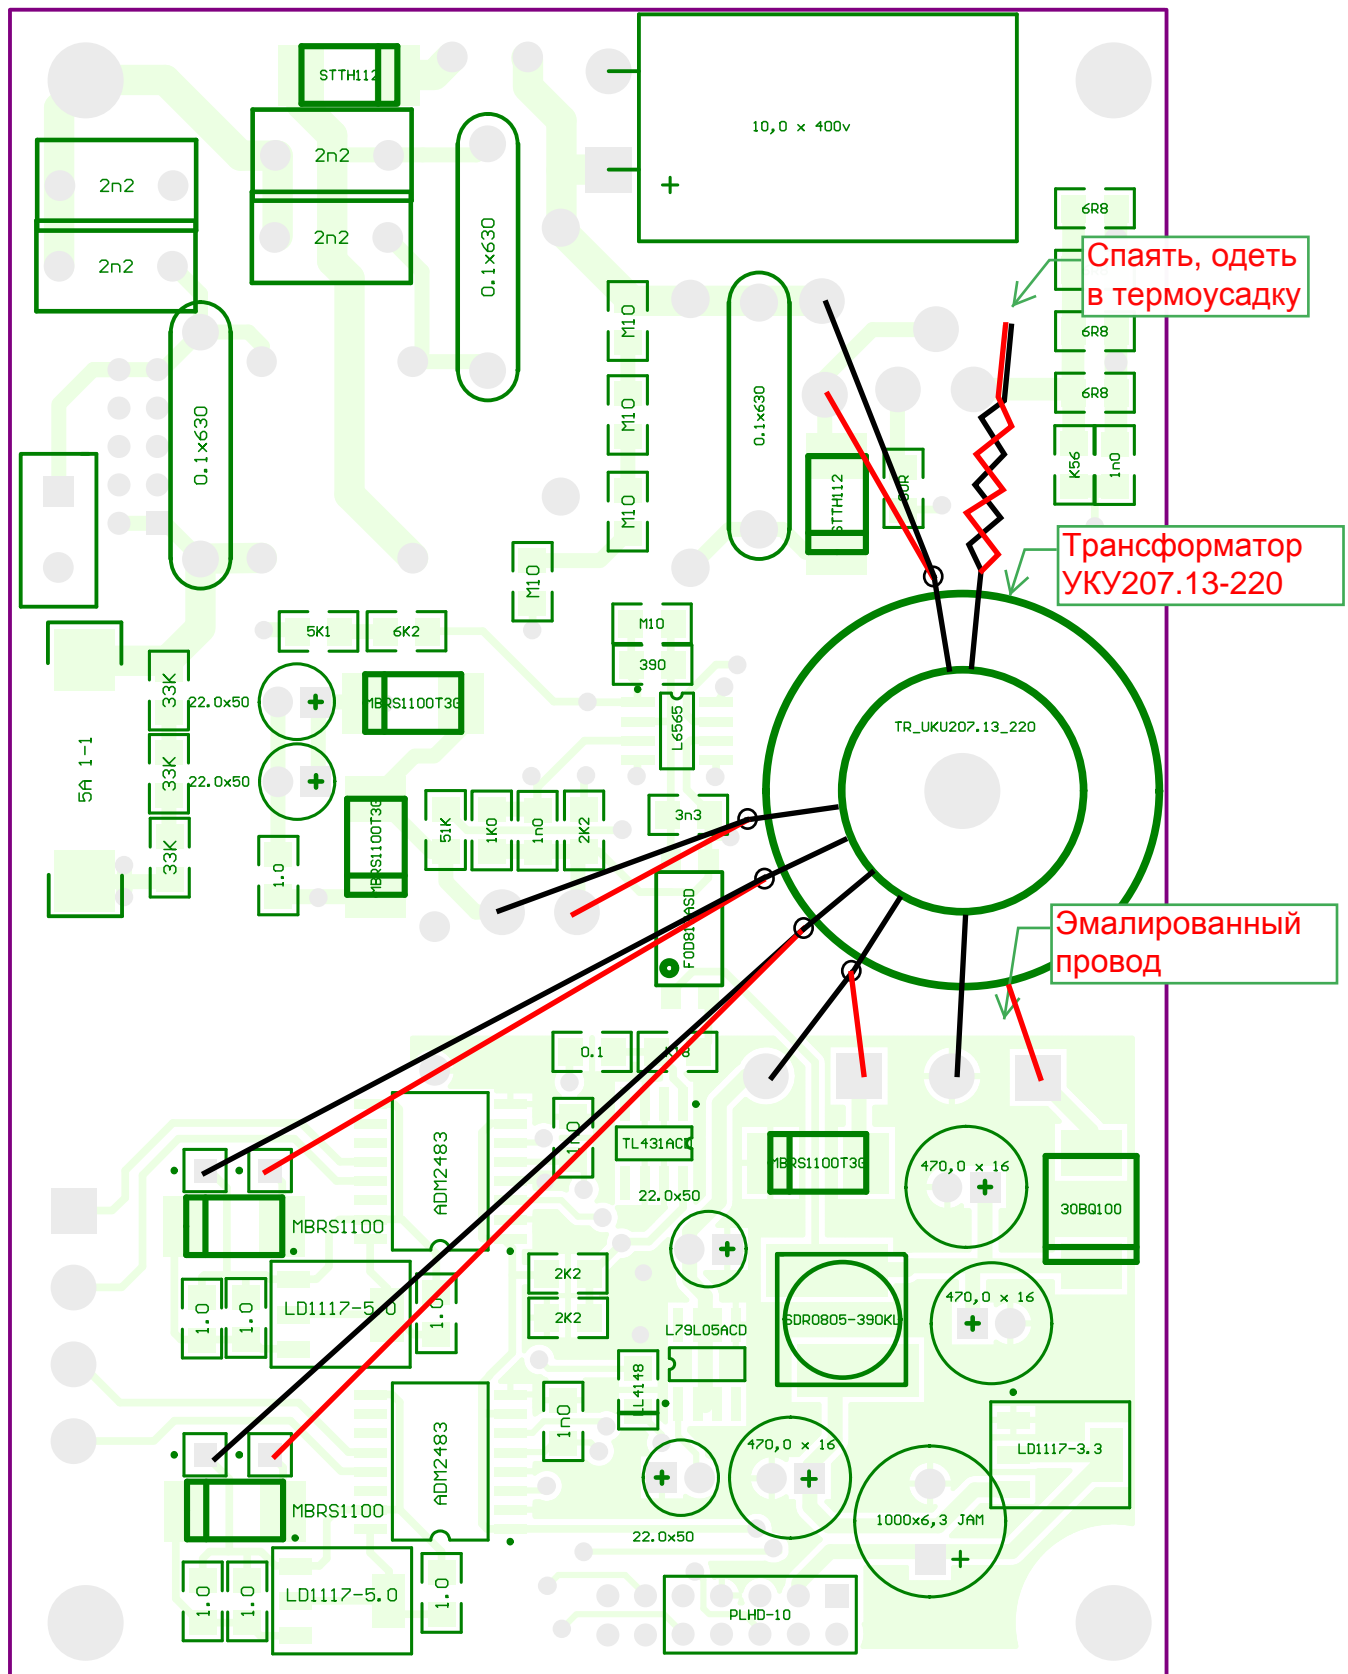 STTH112
2n2
2n2
2n2
2n2
0.1x630
10,0 x 400v
+
6R8
Спаять, одеть
в термоусадку
6R8
6R8
M10
M10
M10
M10
0.1x630
0.1x630
STTH112
K56
1n0
Трансформатор
УКУ207.13-220
5K1
6K2
M10
390
33K
33K
33K
22.0x50
+
22.0x50
+
MBRS1100T3G
MBRS1100T3G
L6565
TR_UKU207.13_220
5A 1-1
51K
1K0
1n0
2K2
3n3
1.0
Эмалированный
провод
0.1
1n0
TL431ACD
ADM2483
MBRS1100T3G
470,0 x 16
+
30BQ100
22.0x50
+
MBRS1100
2K2
2K2
1.0
1.0
LD1117-5.0
1.0
L79L05ACD
SDR0805-390KL
470,0 x 16
+
LL4148
1n0
ADM2483
470,0 x 16
+
+
22.0x50
LD1117-3.3
MBRS1100
1000x6,3 JAM
+
1.0
1.0
LD1117-5.0
1.0
PLHD-10